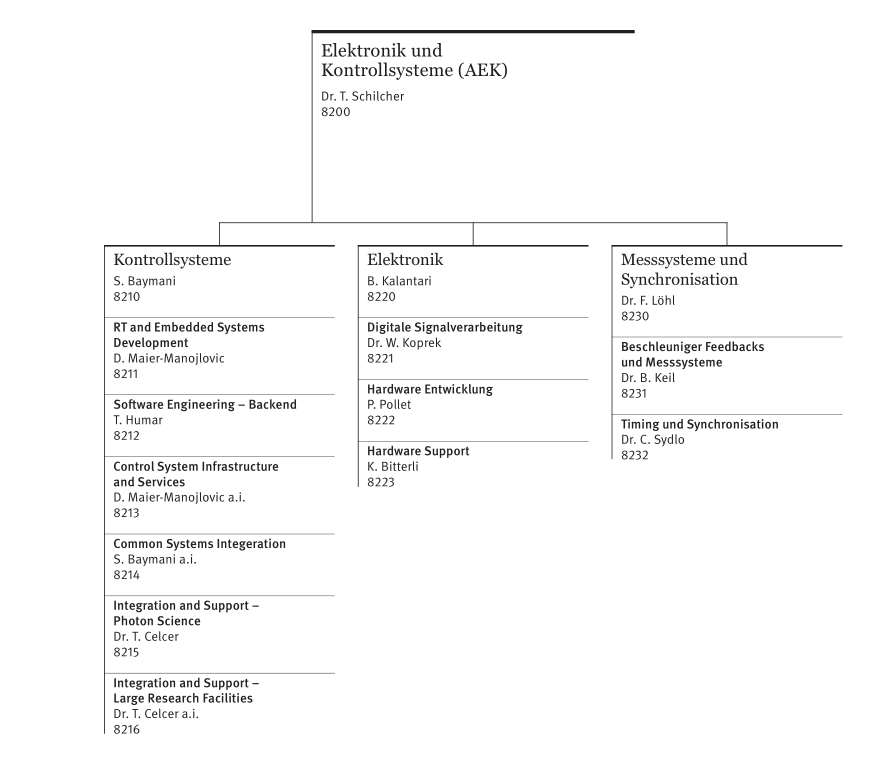 Elektronik und
Kontrollsysteme (AEK)
Dr. T. Schilcher
8200
Kontrollsysteme
S. Baymani
8210
RT and Embedded Systems
Development
D. Maier-Manojlovic
8211
Software Engineering – Backend
T. Humar
8212
Control System Infrastructure
and Services
D. Maier-Manojlovic a.i.
8213
Common Systems Integeration
S. Baymani a.i.
8214
Integration and Support –
Photon Science
Dr. T. Celcer
8215
Integration and Support –
Large Research Facilities
Dr. T. Celcer a.i.
8216
Elektronik
B. Kalantari
8220
Digitale Signalverarbeitung
Dr. W. Koprek
8221
Hardware Entwicklung
P. Pollet
8222
Hardware Support
K. Bitterli
8223
Messsysteme und
Synchronisation
Dr. F. Löhl
8230
Beschleuniger Feedbacks
und Messsysteme
Dr. B. Keil
8231
Timing und Synchronisation
Dr. C. Sydlo
8232